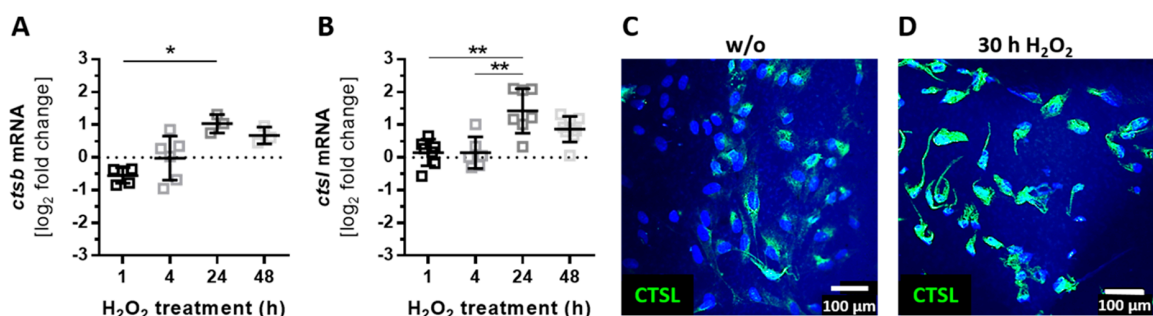 A
ctsb mRNA
[log₂ fold change]
3
2
1
0
-1
-2
-3
*
1 4 24 48
H₂O₂ treatment (h)
B
ctsl mRNA
[log₂ fold change]
3
2
1
0
-1
-2
-3
**
**
1 4 24 48
H₂O₂ treatment (h)
C
w/o
CTSL
100 µm
D
30 h H₂O₂
CTSL
100 µm